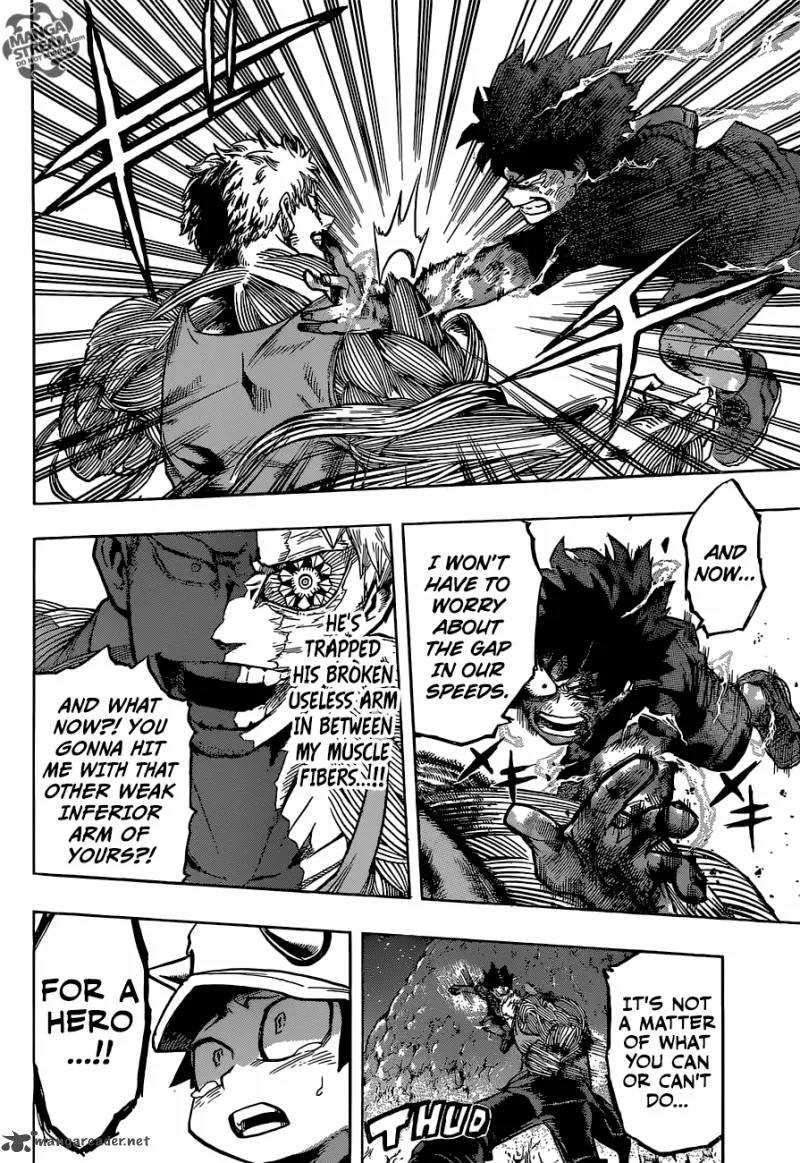 MANGA
STREAM
DO NOT
AND
NOW...
I WON'T
HAVE TO
WORRY
ABOUT
THE GAP
IN OUR
SPEEDS.
HE'S
TRAPPED
HIS BROKEN
USELESS ARM
IN BETWEEN
MY MUSCLE
FIBERS...!!
AND WHAT
NOW?! YOU
GONNA HIT
ME WITH THAT
OTHER WEAK
INFERIOR
ARM OF
YOURS?!
IT'S NOT
A MATTER
OF WHAT
YOU CAN
OR CAN'T
DO...
THUD
FOR A
HERO
...!!
mangareader.net